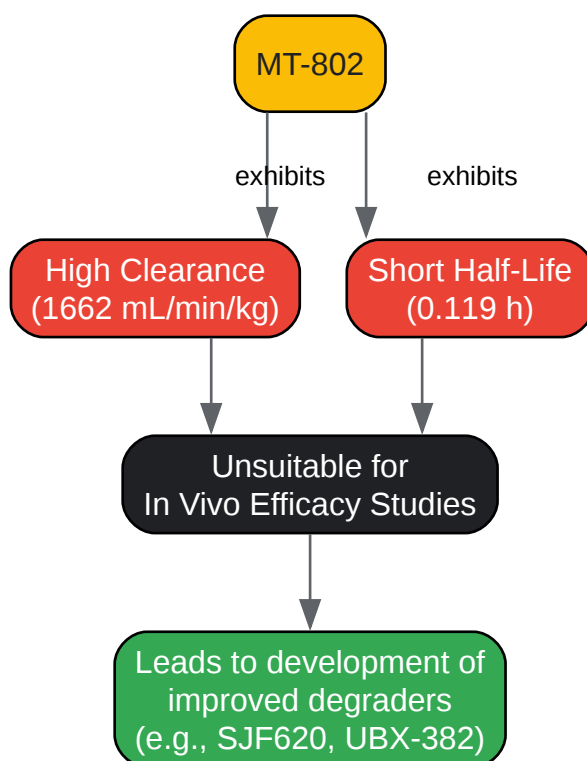 MT-802
exhibits
exhibits
High Clearance
(1662 mL/min/kg)
Short Half-Life
(0.119 h)
Unsuitable for
In Vivo Efficacy Studies
Leads to development of
improved degraders
(e.g., SJF620, UBX-382)